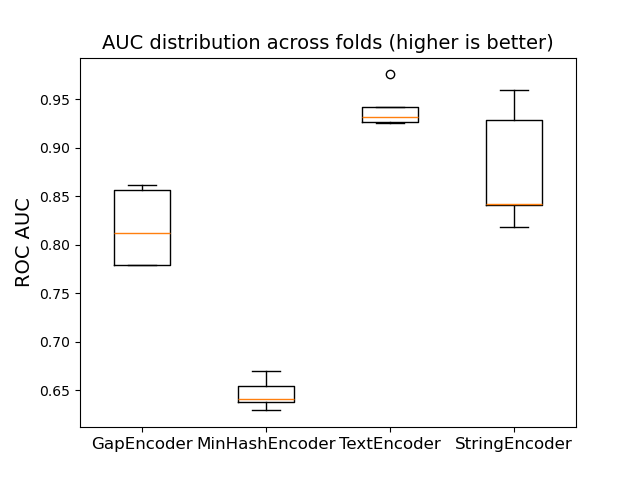 AUC distribution across folds (higher is better)
ROC AUC
0.95
0.90
0.85
0.80
0.75
0.70
0.65
GapEncoder MinHashEncoder TextEncoder StringEncoder